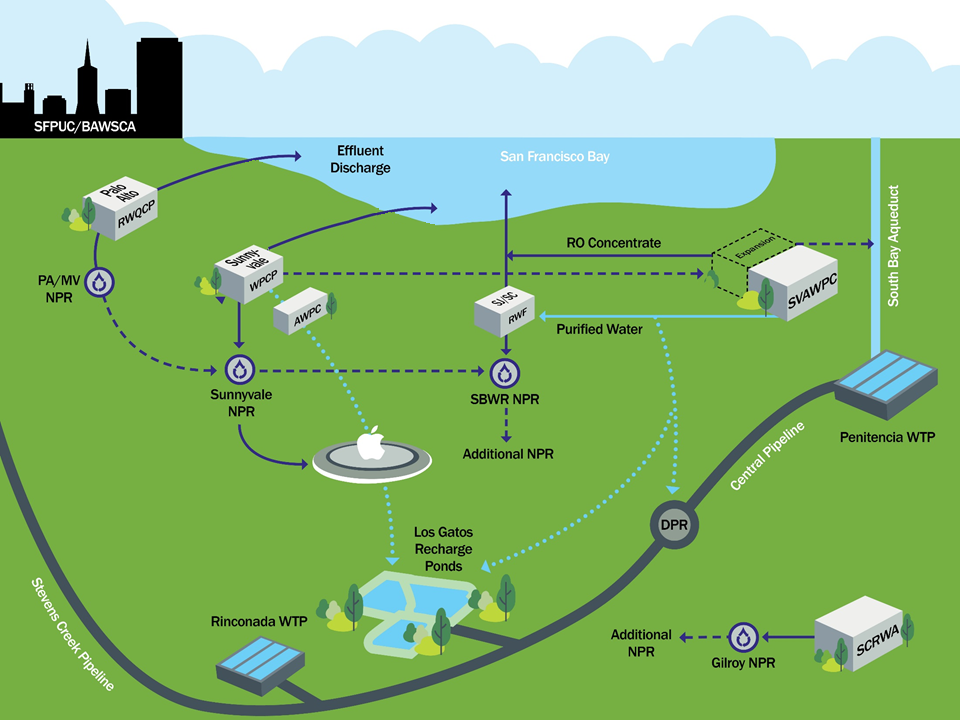 SFPUC/BAWSCA
Effluent
Discharge
San Francisco Bay
Palo
Alto
RWQCP
PA/MV
NPR
Sunny-
vale
WPCP
AWPC
RO Concentrate
Expansion
SVAWPC
South Bay Aqueduct
SJ/SC
RWF
Purified Water
Sunnyvale
NPR
SBWR NPR
Additional NPR
Penitencia WTP
Central Pipeline
DPR
Los Gatos
Recharge
Ponds
Stevens Creek Pipeline
Rinconada WTP
Additional
NPR
Gilroy NPR
SCRWA